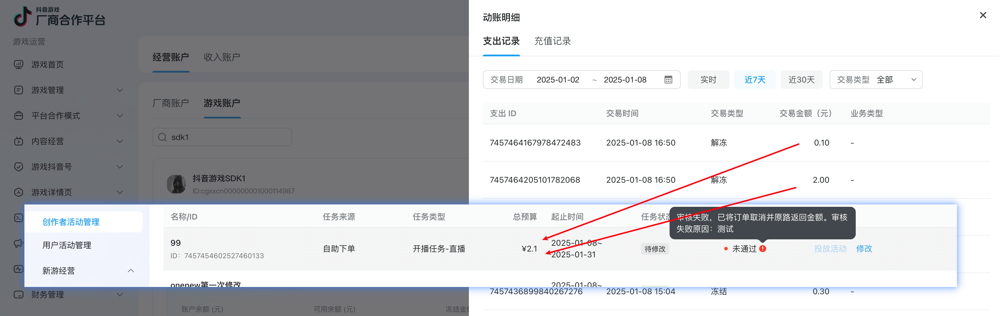 抖音游戏
厂商合作平台
游戏运营
游戏首页
游戏管理
平台合作模式
内容经营
游戏抖音号
游戏详情页
财务管理
经营账户 收入账户
厂商账户 游戏账户
sdk1
抖音游戏SDK1
ID:cgxxcn000000001000114987
账户余额 (元) 可用余额 (元) 冻结金
动账明细
支出记录 充值记录
交易日期 2025-01-02 ~ 2025-01-08 实时 近7天 近30天 交易类型 全部
支出 ID 交易时间 交易类型 交易金额（元） 业务类型
7457464167978472483 2025-01-08 16:50 解冻 0.10 -
7457464205101782068 2025-01-08 16:50 解冻 2.00 -
创作者活动管理
用户活动管理
新游经营
名称/ID 任务来源 任务类型 总预算 起止时间 任务状态
审核失败，已将订单取消并原路返回金额。审核
失败原因：测试
99
ID：7457454602527460133
自助下单 开播任务-直播 ¥2.1
2025-01-08~
2025-01-31
待修改 未通过 投放活动 修改
onenew第一次修改 2025-01-08~
7457436899840267276 2025-01-08 15:04 冻结 0.30 -